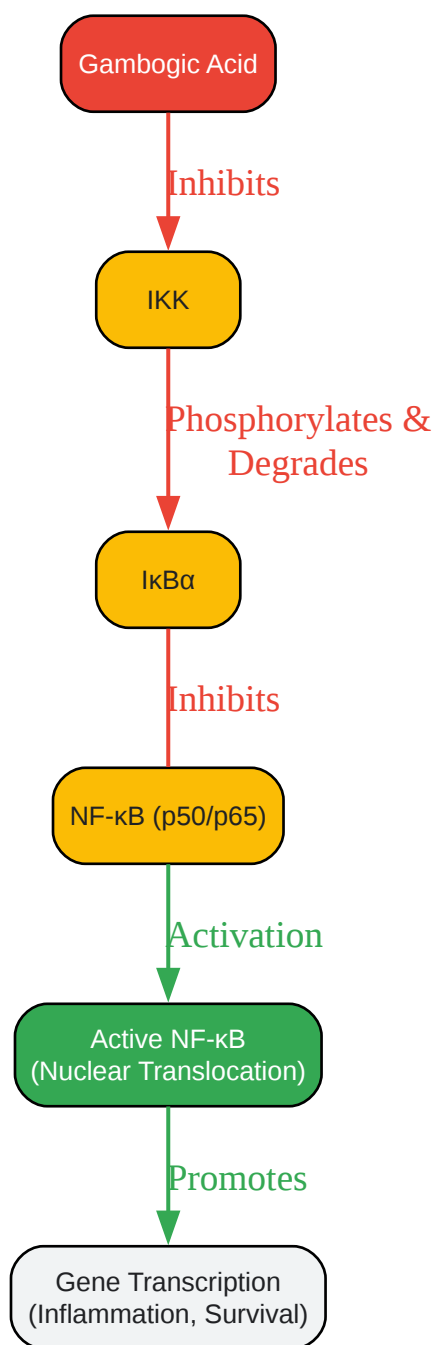 Gambogic Acid
Inhibits
IKK
Phosphorylates &
Degrades
IκBα
Inhibits
NF-κB (p50/p65)
Activation
Active NF-κB
(Nuclear Translocation)
Promotes
Gene Transcription
(Inflammation, Survival)